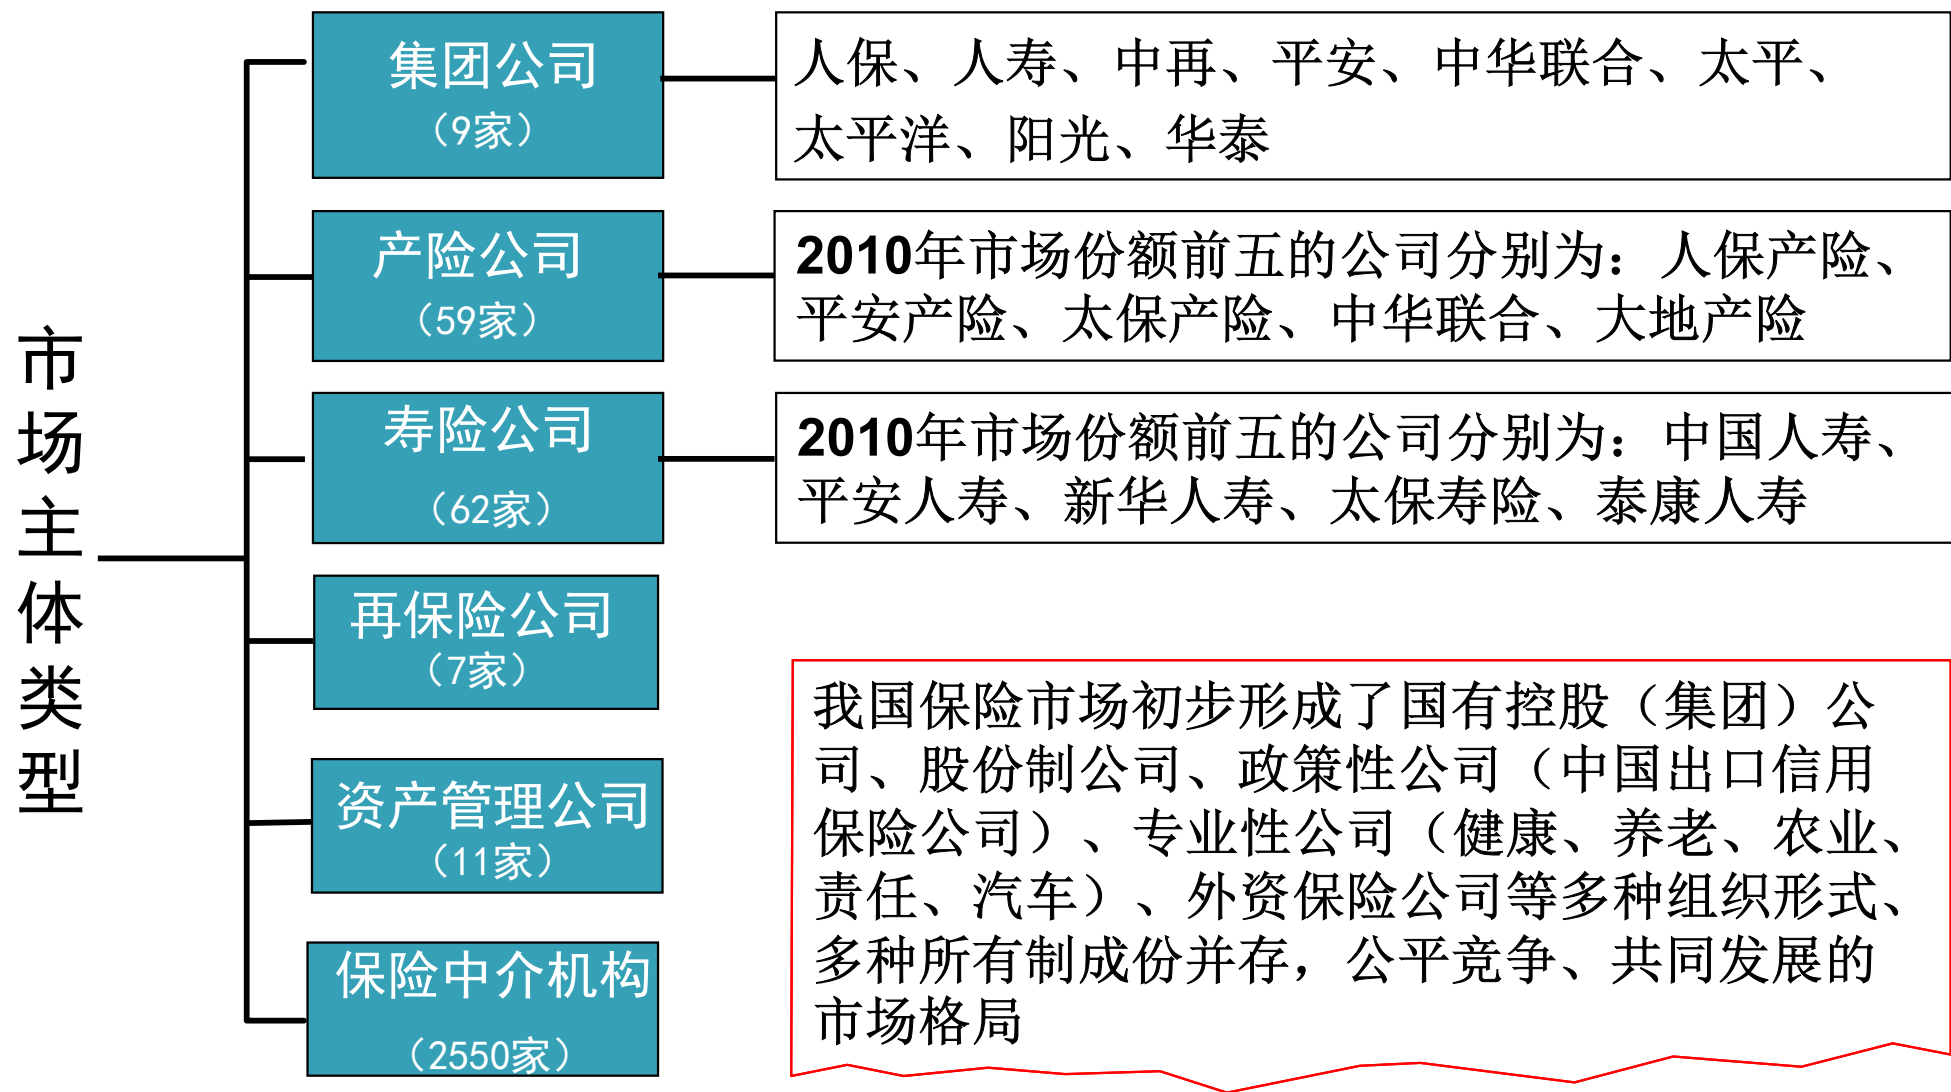 市场主体类型
集团公司
（9家）
人保、人寿、中再、平安、中华联合、太平、
太平洋、阳光、华泰
产险公司
（59家）
2010年市场份额前五的公司分别为：人保产险、
平安产险、太保产险、中华联合、大地产险
寿险公司
（62家）
2010年市场份额前五的公司分别为：中国人寿、
平安人寿、新华人寿、太保寿险、泰康人寿
再保险公司
（7家）
资产管理公司
（11家）
保险中介机构
（2550家）
我国保险市场初步形成了国有控股（集团）公
司、股份制公司、政策性公司（中国出口信用
保险公司）、专业性公司（健康、养老、农业、
责任、汽车）、外资保险公司等多种组织形式、
多种所有制成份并存，公平竞争、共同发展的
市场格局